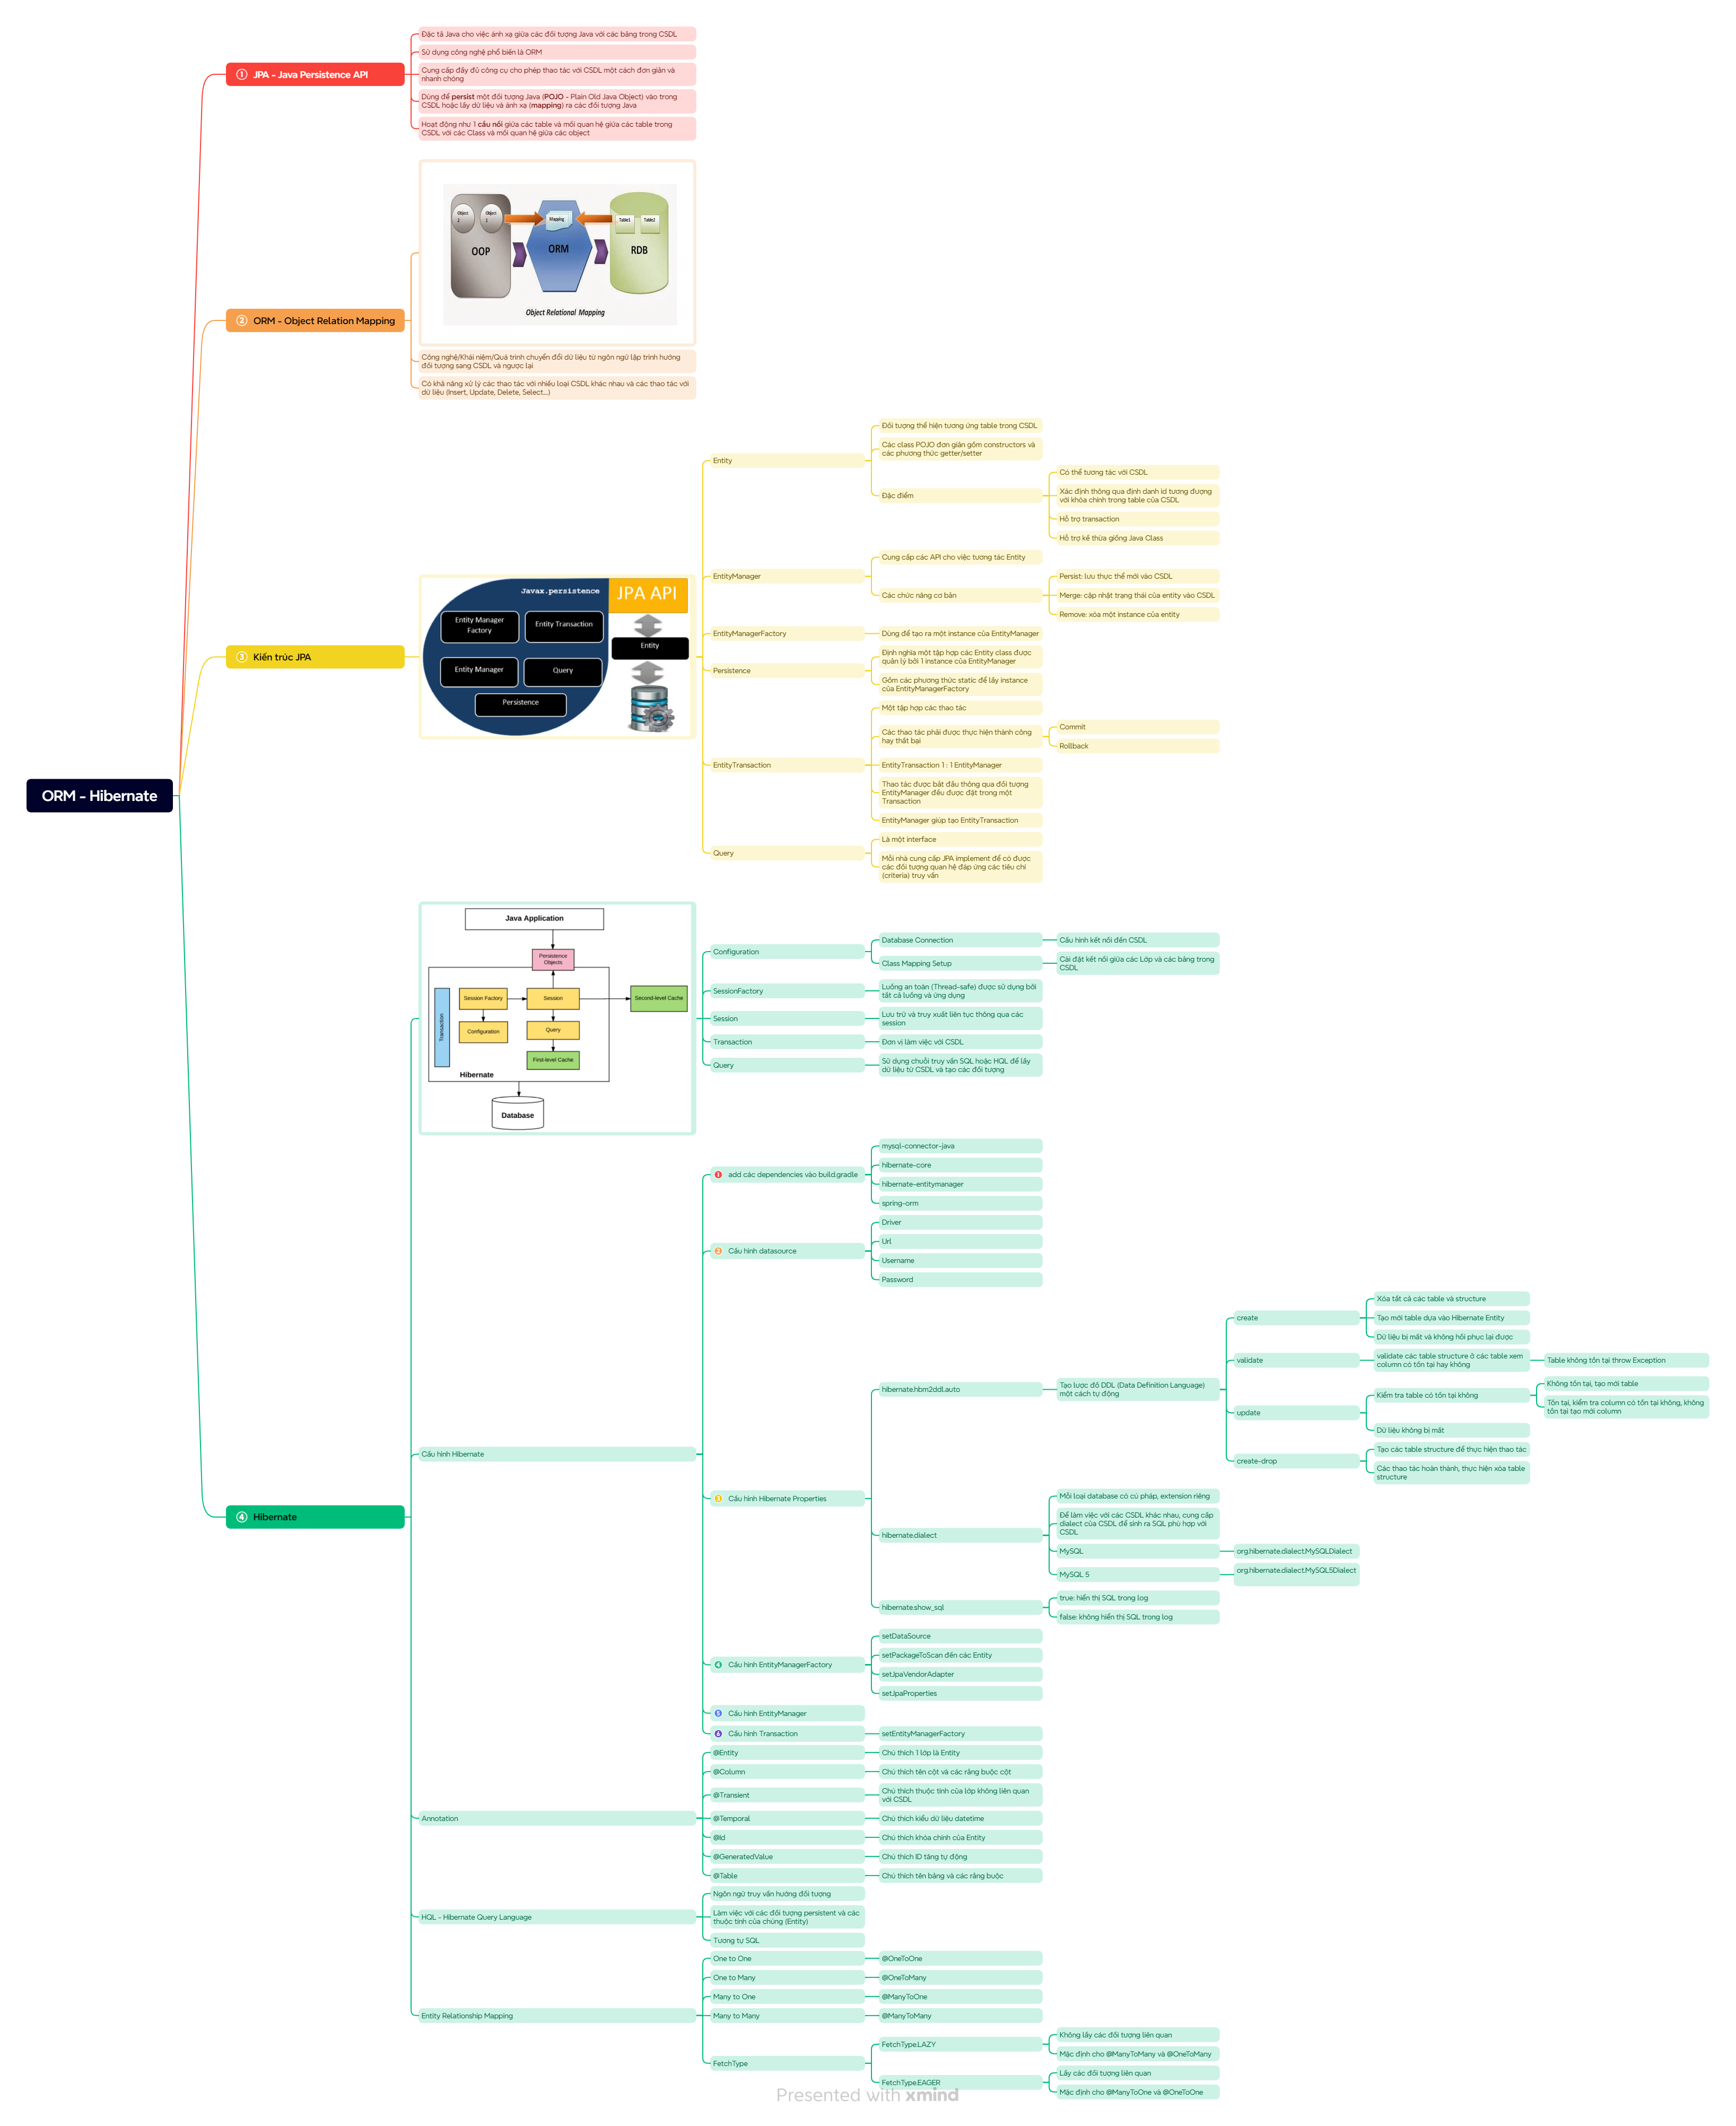 ORM - Hibernate
1 JPA - Java Persistence API
Đặc tả Java cho việc ánh xạ giữa các đối tượng Java với các bảng trong CSDL
Sử dụng công nghệ phổ biến là ORM
Cung cấp đầy đủ công cụ cho phép thao tác với CSDL một cách đơn giản và
nhanh chóng
Dùng để persist một đối tượng Java (POJO - Plain Old Java Object) vào trong
CSDL hoặc lấy dữ liệu và ánh xạ (mapping) ra các đối tượng Java
Hoạt động như 1 cầu nối giữa các table và mối quan hệ giữa các table trong
CSDL với các Class và mối quan hệ giữa các object
2 ORM - Object Relation Mapping
Object
2
Object
1
Mapping
Table1
Table2
OOP
ORM
RDB
Object Relational Mapping
Công nghệ/Khái niệm/Quá trình chuyển đổi dữ liệu từ ngôn ngữ lập trình hướng
đối tượng sang CSDL và ngược lại
Có khả năng xử lý các thao tác với nhiều loại CSDL khác nhau và các thao tác với
dữ liệu (Insert, Update, Delete, Select...)
3 Kiến trúc JPA
Javax.persistence
JPA API
Entity Manager
Factory
Entity Transaction
Entity
Entity Manager
Query
Persistence
Entity
Đối tượng thể hiện tương ứng table trong CSDL
Các class POJO đơn giản gồm constructors và
các phương thức getter/setter
Đặc điểm
Có thể tương tác với CSDL
Xác định thông qua định danh id tương đượng
với khóa chính trong table của CSDL
Hỗ trợ transaction
Hỗ trợ kế thừa giống Java Class
EntityManager
Cung cấp các API cho việc tương tác Entity
Các chức năng cơ bản
Persist: lưu thực thể mới vào CSDL
Merge: cập nhật trạng thái của entity vào CSDL
Remove: xóa một instance của entity
EntityManagerFactory
Dùng để tạo ra một instance của EntityManager
Persistence
Định nghĩa một tập hợp các Entity class được
quản lý bởi 1 instance của EntityManager
Gồm các phương thức static để lấy instance
của EntityManagerFactory
EntityTransaction
Một tập hợp các thao tác
Các thao tác phải được thực hiện thành công
hay thất bại
Commit
Rollback
EntityTransaction 1 : 1 EntityManager
Thao tác được bắt đầu thông qua đối tượng
EntityManager đều được đặt trong một
Transaction
EntityManager giúp tạo EntityTransaction
Query
Là một interface
Mỗi nhà cung cấp JPA implement để có được
các đối tượng quan hệ đáp ứng các tiêu chí
(criteria) truy vấn
4 Hibernate
Java Application
Persistence
Objects
Transaction
Session Factory
Session
Second-level Cache
Configuration
Query
First-level Cache
Hibernate
Database
Configuration
Database Connection
Cấu hình kết nối đến CSDL
Class Mapping Setup
Cài đặt kết nối giữa các Lớp và các bảng trong
CSDL
SessionFactory
Luồng an toàn (Thread-safe) được sử dụng bởi
tất cả luồng và ứng dụng
Session
Lưu trữ và truy xuất liên tục thông qua các
session
Transaction
Đơn vị làm việc với CSDL
Query
Sử dụng chuỗi truy vấn SQL hoặc HQL để lấy
dữ liệu từ CSDL và tạo các đối tượng
Cấu hình Hibernate
1 add các dependencies vào build.gradle
mysql-connector-java
hibernate-core
hibernate-entitymanager
spring-orm
2 Cấu hình datasource
Driver
Url
Username
Password
3 Cấu hình Hibernate Properties
hibernate.hbm2ddl.auto
Tạo lược đồ DDL (Data Definition Language)
một cách tự động
create
Xóa tất cả các table và structure
Tạo mới table dựa vào Hibernate Entity
Dữ liệu bị mất và không hồi phục lại được
validate
validate các table structure ở các table xem
column có tồn tại hay không
Table không tồn tại throw Exception
update
Kiểm tra table có tồn tại không
Không tồn tại, tạo mới table
Tồn tại, kiểm tra column có tồn tại không, không
tồn tại tạo mới column
Dữ liệu không bị mất
create-drop
Tạo các table structure để thực hiện thao tác
Các thao tác hoàn thành, thực hiện xóa table
structure
hibernate.dialect
Mỗi loại database có cú pháp, extension riêng
Để làm việc với các CSDL khác nhau, cung cấp
dialect của CSDL để sinh ra SQL phù hợp với
CSDL
MySQL
org.hibernate.dialect.MySQLDialect
MySQL 5
org.hibernate.dialect.MySQL5Dialect
hibernate.show_sql
true: hiển thị SQL trong log
false: không hiển thị SQL trong log
4 Cấu hình EntityManagerFactory
setDataSource
setPackageToScan đến các Entity
setJpaVendorAdapter
setJpaProperties
5 Cấu hình EntityManager
6 Cấu hình Transaction
setEntityManagerFactory
Annotation
@Entity
Chú thích 1 lớp là Entity
@Column
Chú thích tên cột và các răng buộc cột
@Transient
Chú thích thuộc tính của lớp không liên quan
với CSDL
@Temporal
Chú thích kiểu dữ liệu datetime
@Id
Chú thích khóa chính của Entity
@GeneratedValue
Chú thích ID tăng tự động
@Table
Chú thích tên bảng và các răng buộc
HQL - Hibernate Query Language
Ngôn ngữ truy vấn hướng đối tượng
Làm việc với các đối tượng persistent và các
thuộc tính của chúng (Entity)
Tương tự SQL
Entity Relationship Mapping
One to One
@OneToOne
One to Many
@OneToMany
Many to One
@ManyToOne
Many to Many
@ManyToMany
FetchType
FetchType.LAZY
Không lấy các đối tượng liên quan
Mặc định cho @ManyToMany và @OneToMany
FetchType.EAGER
Lấy các đối tượng liên quan
Mặc định cho @ManyToOne và @OneToOne
Presented with xmind